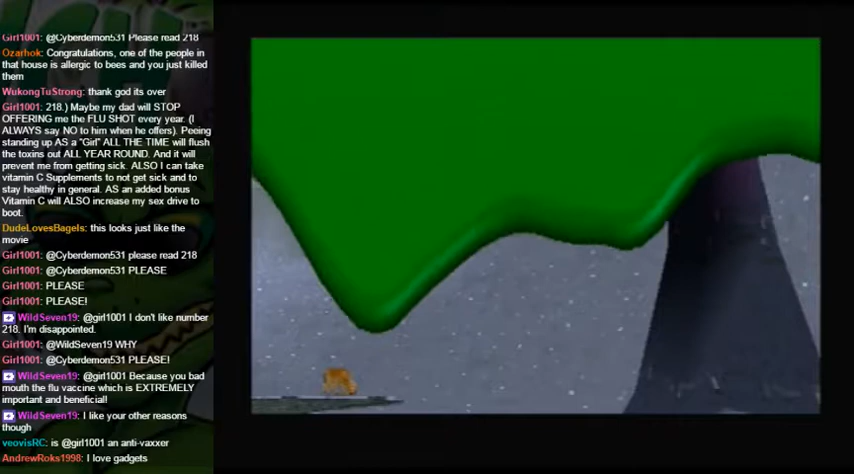 Girl1001: @Cyberdemon531 Please read 218
Ozarhok: Congratulations, one of the people in
that house is allergic to bees and you just killed
them
WukongTuStrong: thank god its over
Girl1001: 218.) Maybe my dad will STOP
OFFERING me the FLU SHOT every year. (I
ALWAYS say NO to him when he offers). Peeing
standing up AS a "Girl" ALL THE TIME will flush
the toxins out ALL YEAR ROUND. And it will
prevent me from getting sick. ALSO I can take
vitamin C Supplements to not get sick and to
stay healthy in general. AS an added bonus
Vitamin C will ALSO increase my sex drive to
boot.
DudeLovesBagels: this looks just like the
movie
Girl1001: @Cyberdemon531 please read 218
Girl1001: @Cyberdemon531 PLEASE
Girl1001: PLEASE
Girl1001: PLEASE!
WildSeven19: @girl1001 I don't like number
218. I'm disappointed.
Girl1001: @WildSeven19 WHY
Girl1001: @Cyberdemon531 PLEASE!
WildSeven19: @girl1001 Because you bad
mouth the flu vaccine which is EXTREMELY
important and beneficial!
WildSeven19: I like your other reasons
though
veovisRC: is @girl1001 an anti-vaxxer
AndrewRoks1998: I love gadgets